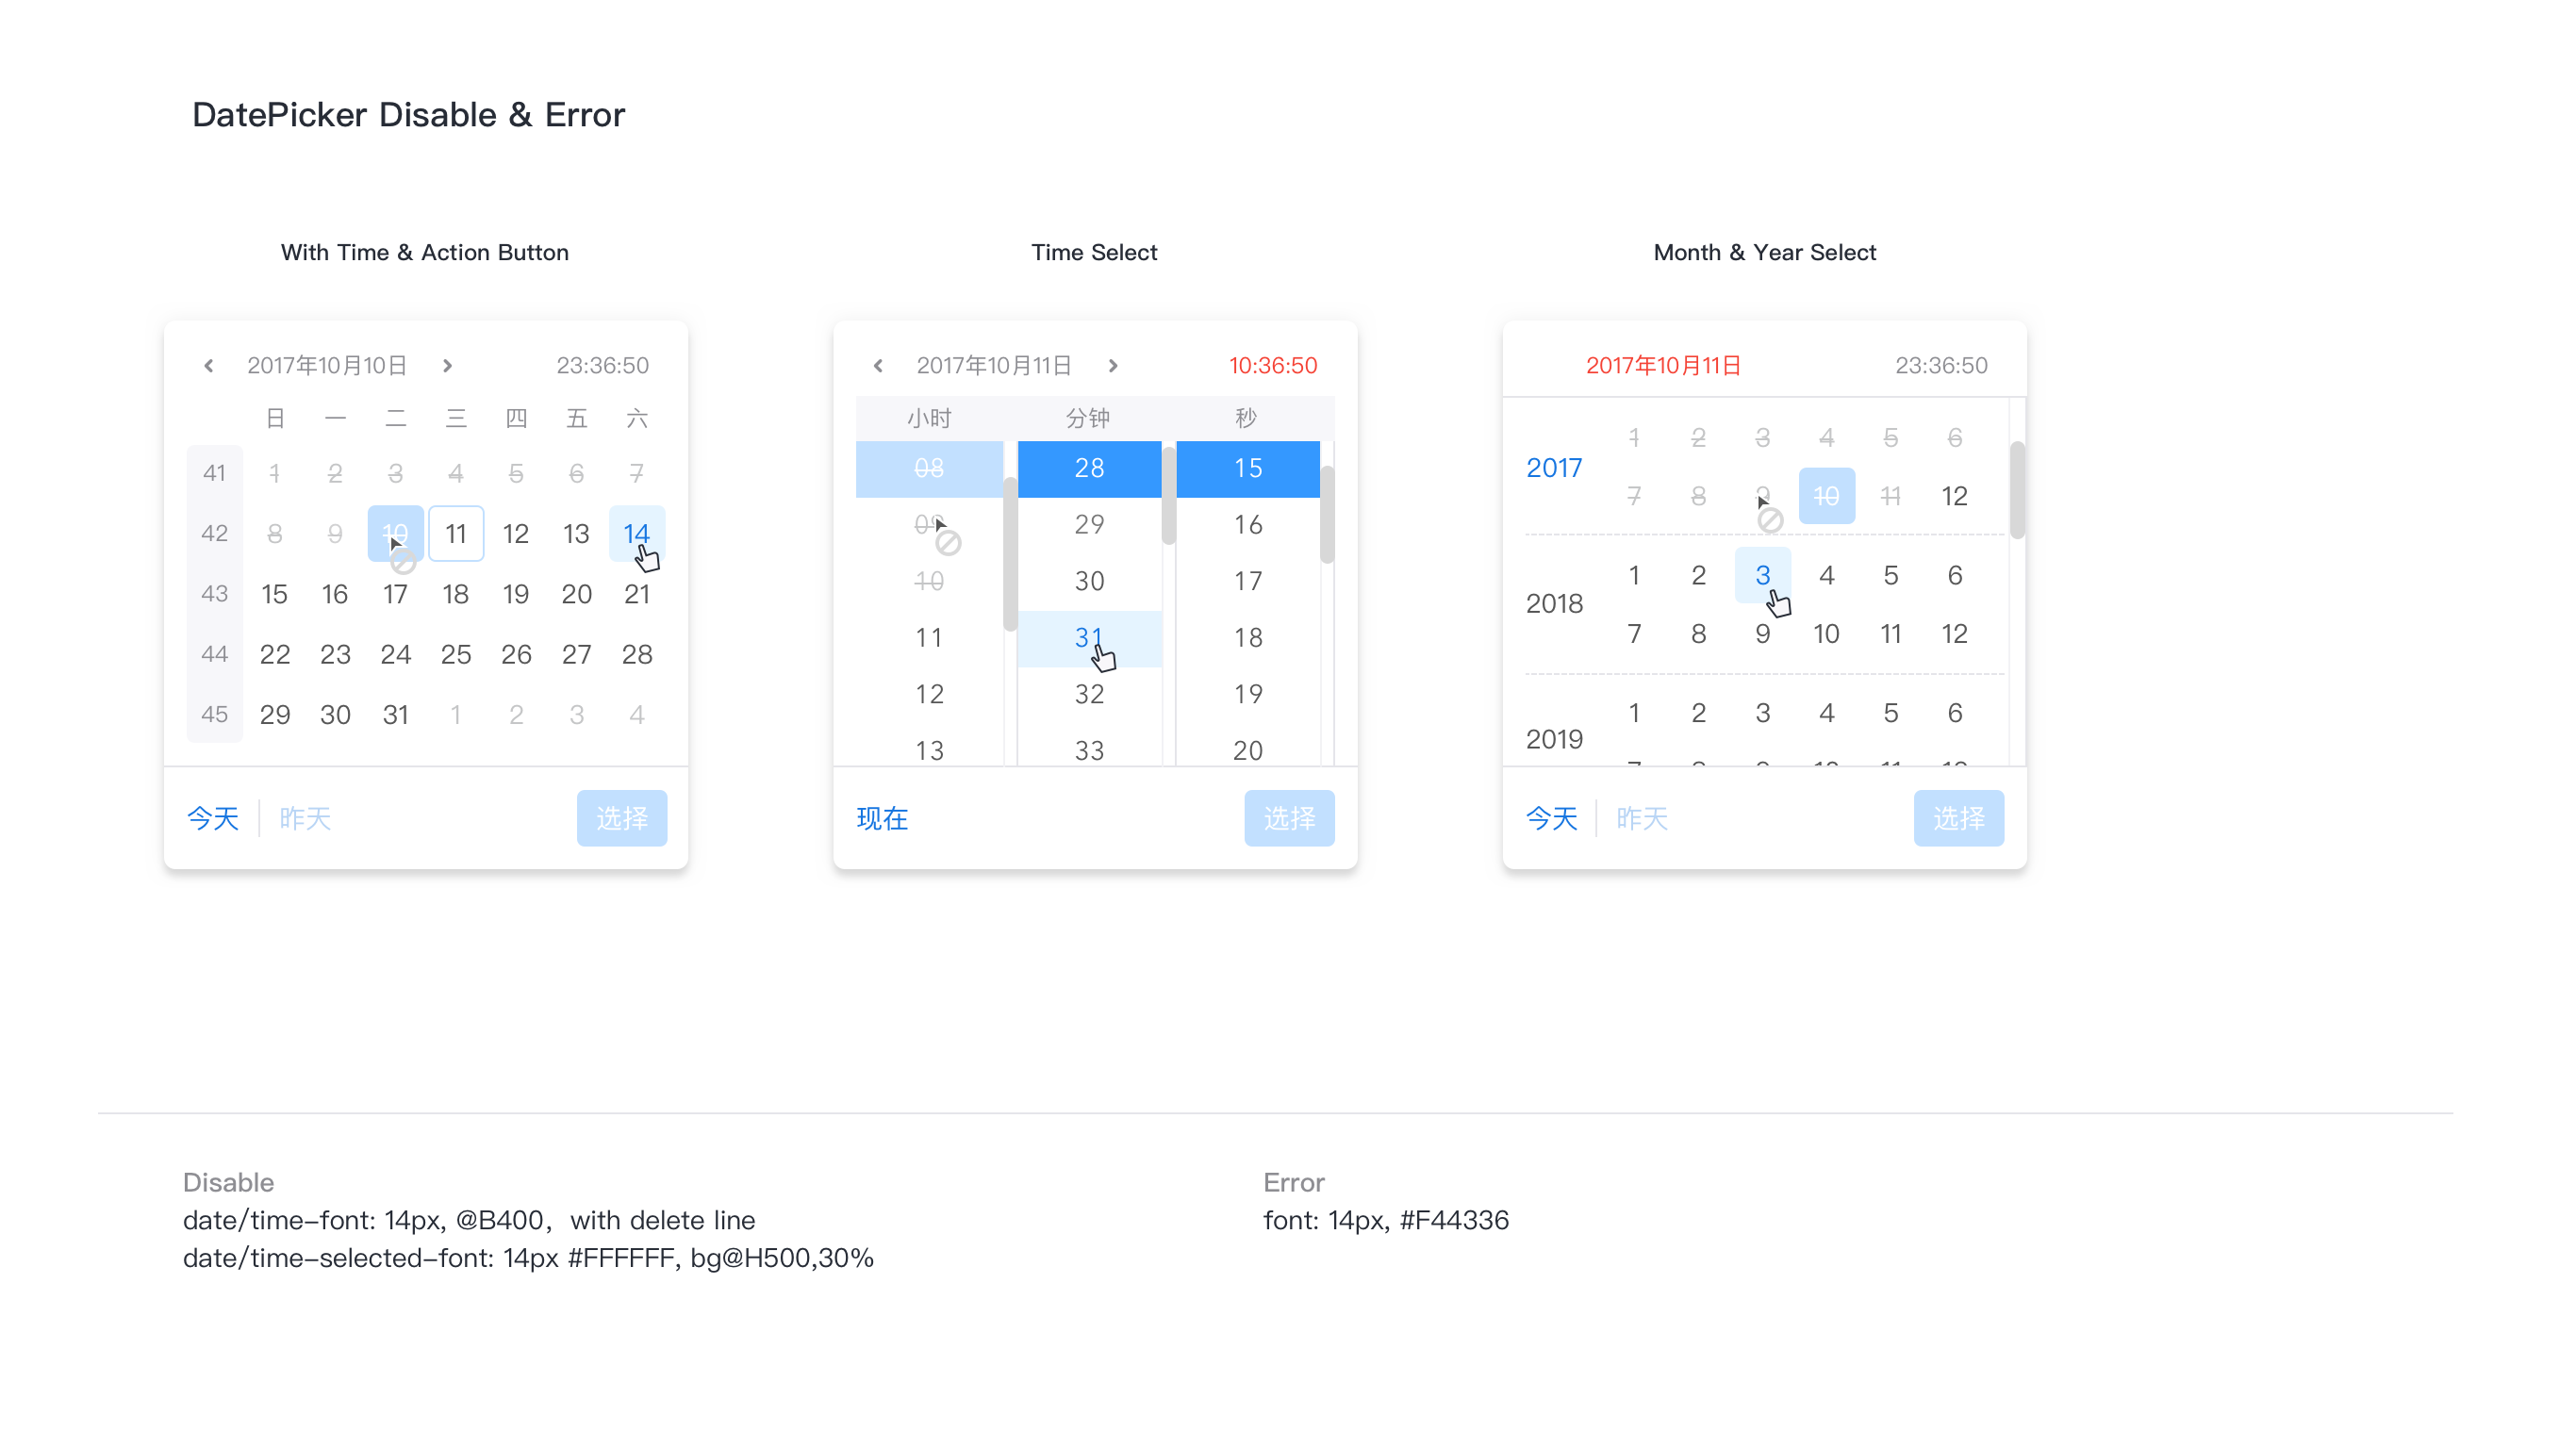 DatePicker Disable & Error
With Time & Action Button
2017年10月10日 23:36:50
日 一 二 三 四 五 六
41 1 2 3 4 5 6 7
42 8 9 10 11 12 13 14
43 15 16 17 18 19 20 21
44 22 23 24 25 26 27 28
45 29 30 31 1 2 3 4
今天 昨天 选择
Time Select
2017年10月11日 10:36:50
小时 分钟 秒
08 28 15
09 29 16
10 30 17
11 31 18
12 32 19
13 33 20
现在 选择
Month & Year Select
2017年10月11日 23:36:50
2017
1 2 3 4 5 6
7 8 9 10 11 12
2018
1 2 3 4 5 6
7 8 9 10 11 12
2019
1 2 3 4 5 6
今天 昨天 选择
Disable
date/time-font: 14px, @B400，with delete line
date/time-selected-font: 14px #FFFFFF, bg@H500,30%
Error
font: 14px, #F44336